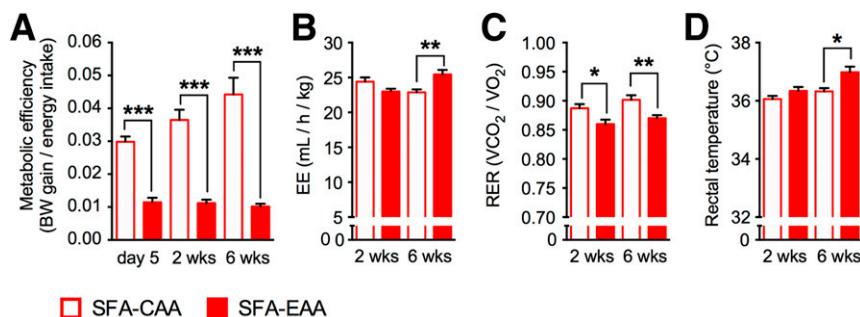 A
Metabolic efficiency
(BW gain / energy intake)
0.06
0.05
0.04
0.03
0.02
0.01
0.00
***
***
***
day 5
2 wks
6 wks
B
EE (mL / h / kg)
30
25
20
15
10
5
0
**
2 wks
6 wks
C
RER (VCO2 / VO2)
1.00
0.95
0.90
0.85
0.80
0.75
0.70
0
0
*
**
2 wks
6 wks
D
Rectal temperature (°C)
40
38
36
34
32
0
*
2 wks
6 wks
SFA-CAA
SFA-EAA